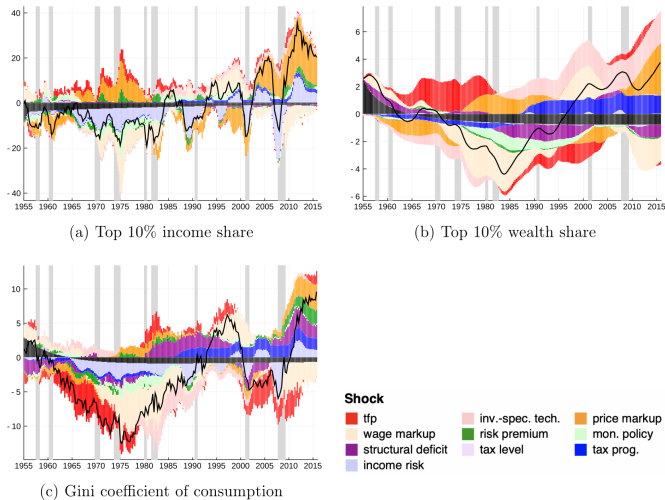 40
20
0
20
40
1955 1960 1965 1970 1975 1980 1985 1990 1995 2000 2005 2010 2015
(a) Top 10% income share
6
4
2
0
- 2
- 4
- 6
1955 1960 1965 1970 1975 1980 1985 1990 1995 2000 2005 2010 2015
(b) Top 10% wealth share
10
5
0
-5
-10
1955 1960 1965 1970 1975 1980 1985 1990 1995 2000 2005 2010 2015
(c) Gini coefficient of consumption
Shock
tfp inv.-spec. tech. price markup
wage markup risk premium mon. policy
structural deficit tax level tax prog.
income risk